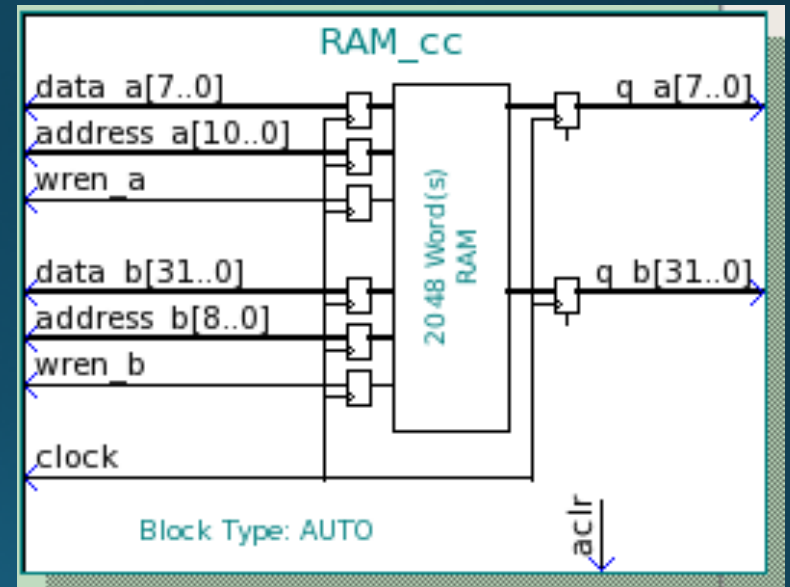 RAM_cc
data_a[7..0]
address_a[10..0]
wren_a
data_b[31..0]
address_b[8..0]
wren_b
clock
2048 Word(s)
RAM
q_a[7..0]
q_b[31..0]
Block Type: AUTO
aclr